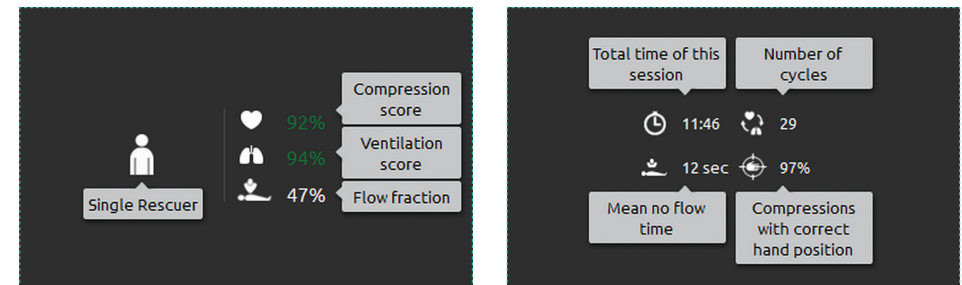 Compression
score
92%
Ventilation
score
94%
47%
Flow fraction
Single Rescuer
Total time of this
session
Number of
cycles
11:46
29
12 sec
97%
Mean no flow
time
Compressions
with correct
hand position